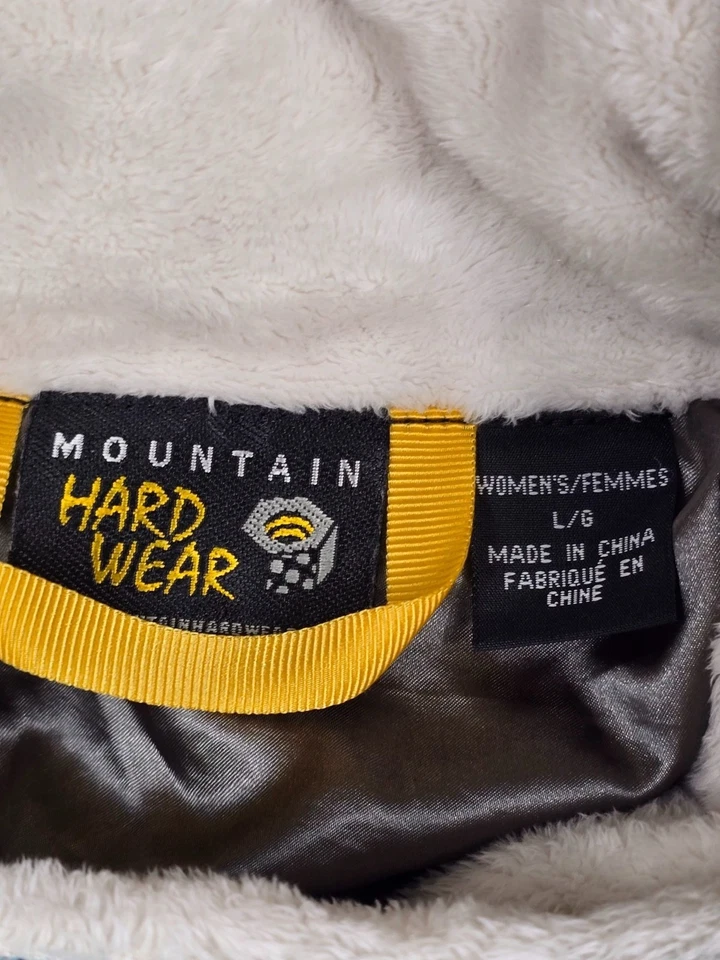 MOUNTAIN
HARD
WEAR
WOMEN'S/FEMMES
L/G
MADE IN CHINA
FABRIQUÉ EN
CHINE